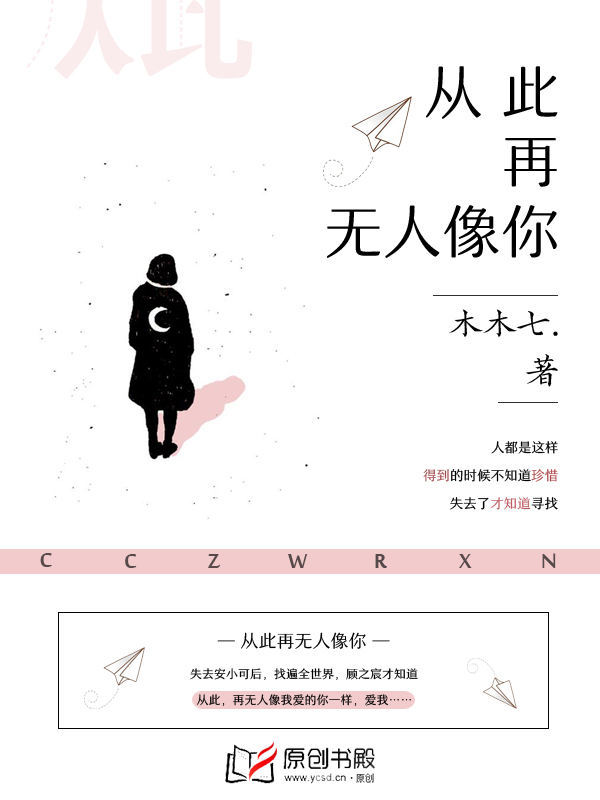 从此
从此
再
无人像你
木木七.
著
人都是这样
得到的时候不知道珍惜
失去了才知道寻找
C C Z W R X N
— 从此再无人像你 —
失去安小可后，找遍全世界，顾之宸才知道
从此，再无人像我爱的你一样，爱我……
原创书殿
www.ycsd.cn·原创